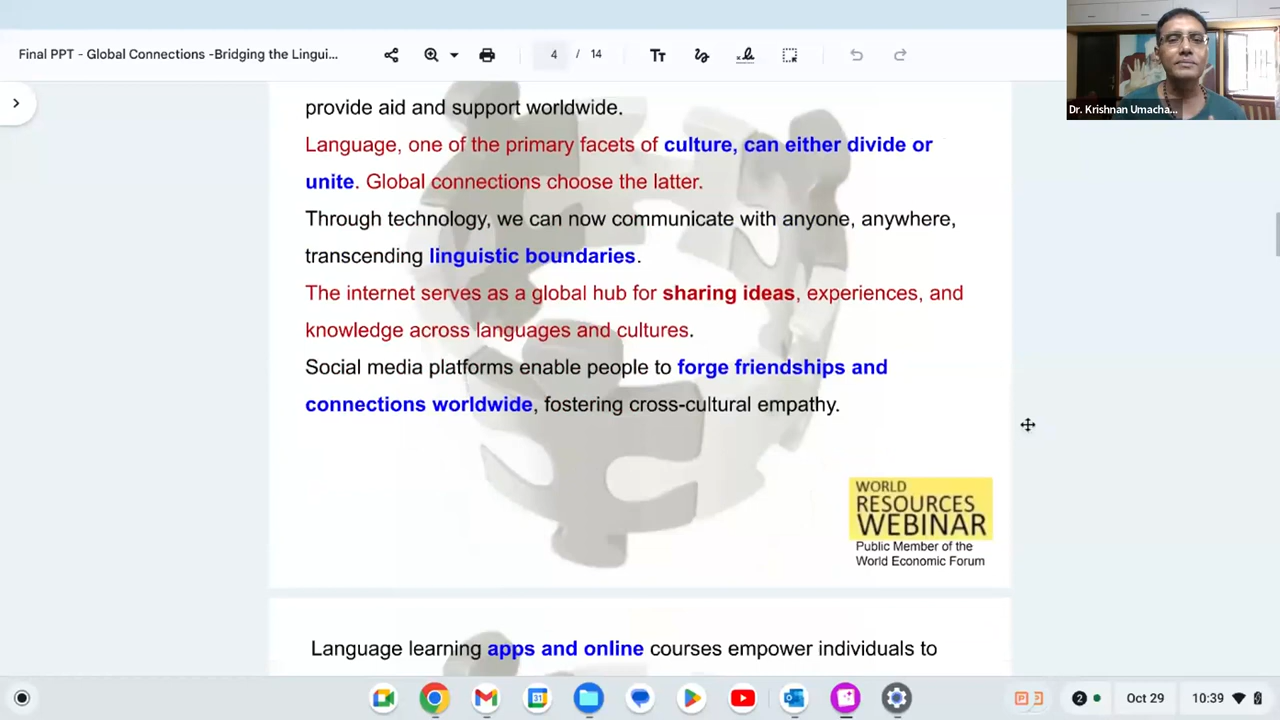 Final PPT - Global Connections -Bridging the Lingui...
4 / 14
Dr. Krishnan Umacha...
provide aid and support worldwide.
Language, one of the primary facets of culture, can either divide or
unite. Global connections choose the latter.
Through technology, we can now communicate with anyone, anywhere,
transcending linguistic boundaries.
The internet serves as a global hub for sharing ideas, experiences, and
knowledge across languages and cultures.
Social media platforms enable people to forge friendships and
connections worldwide, fostering cross-cultural empathy.
WORLD
RESOURCES
WEBINAR
Public Member of the
World Economic Forum
Language learning apps and online courses empower individuals to
31
2
Oct 29
10:39